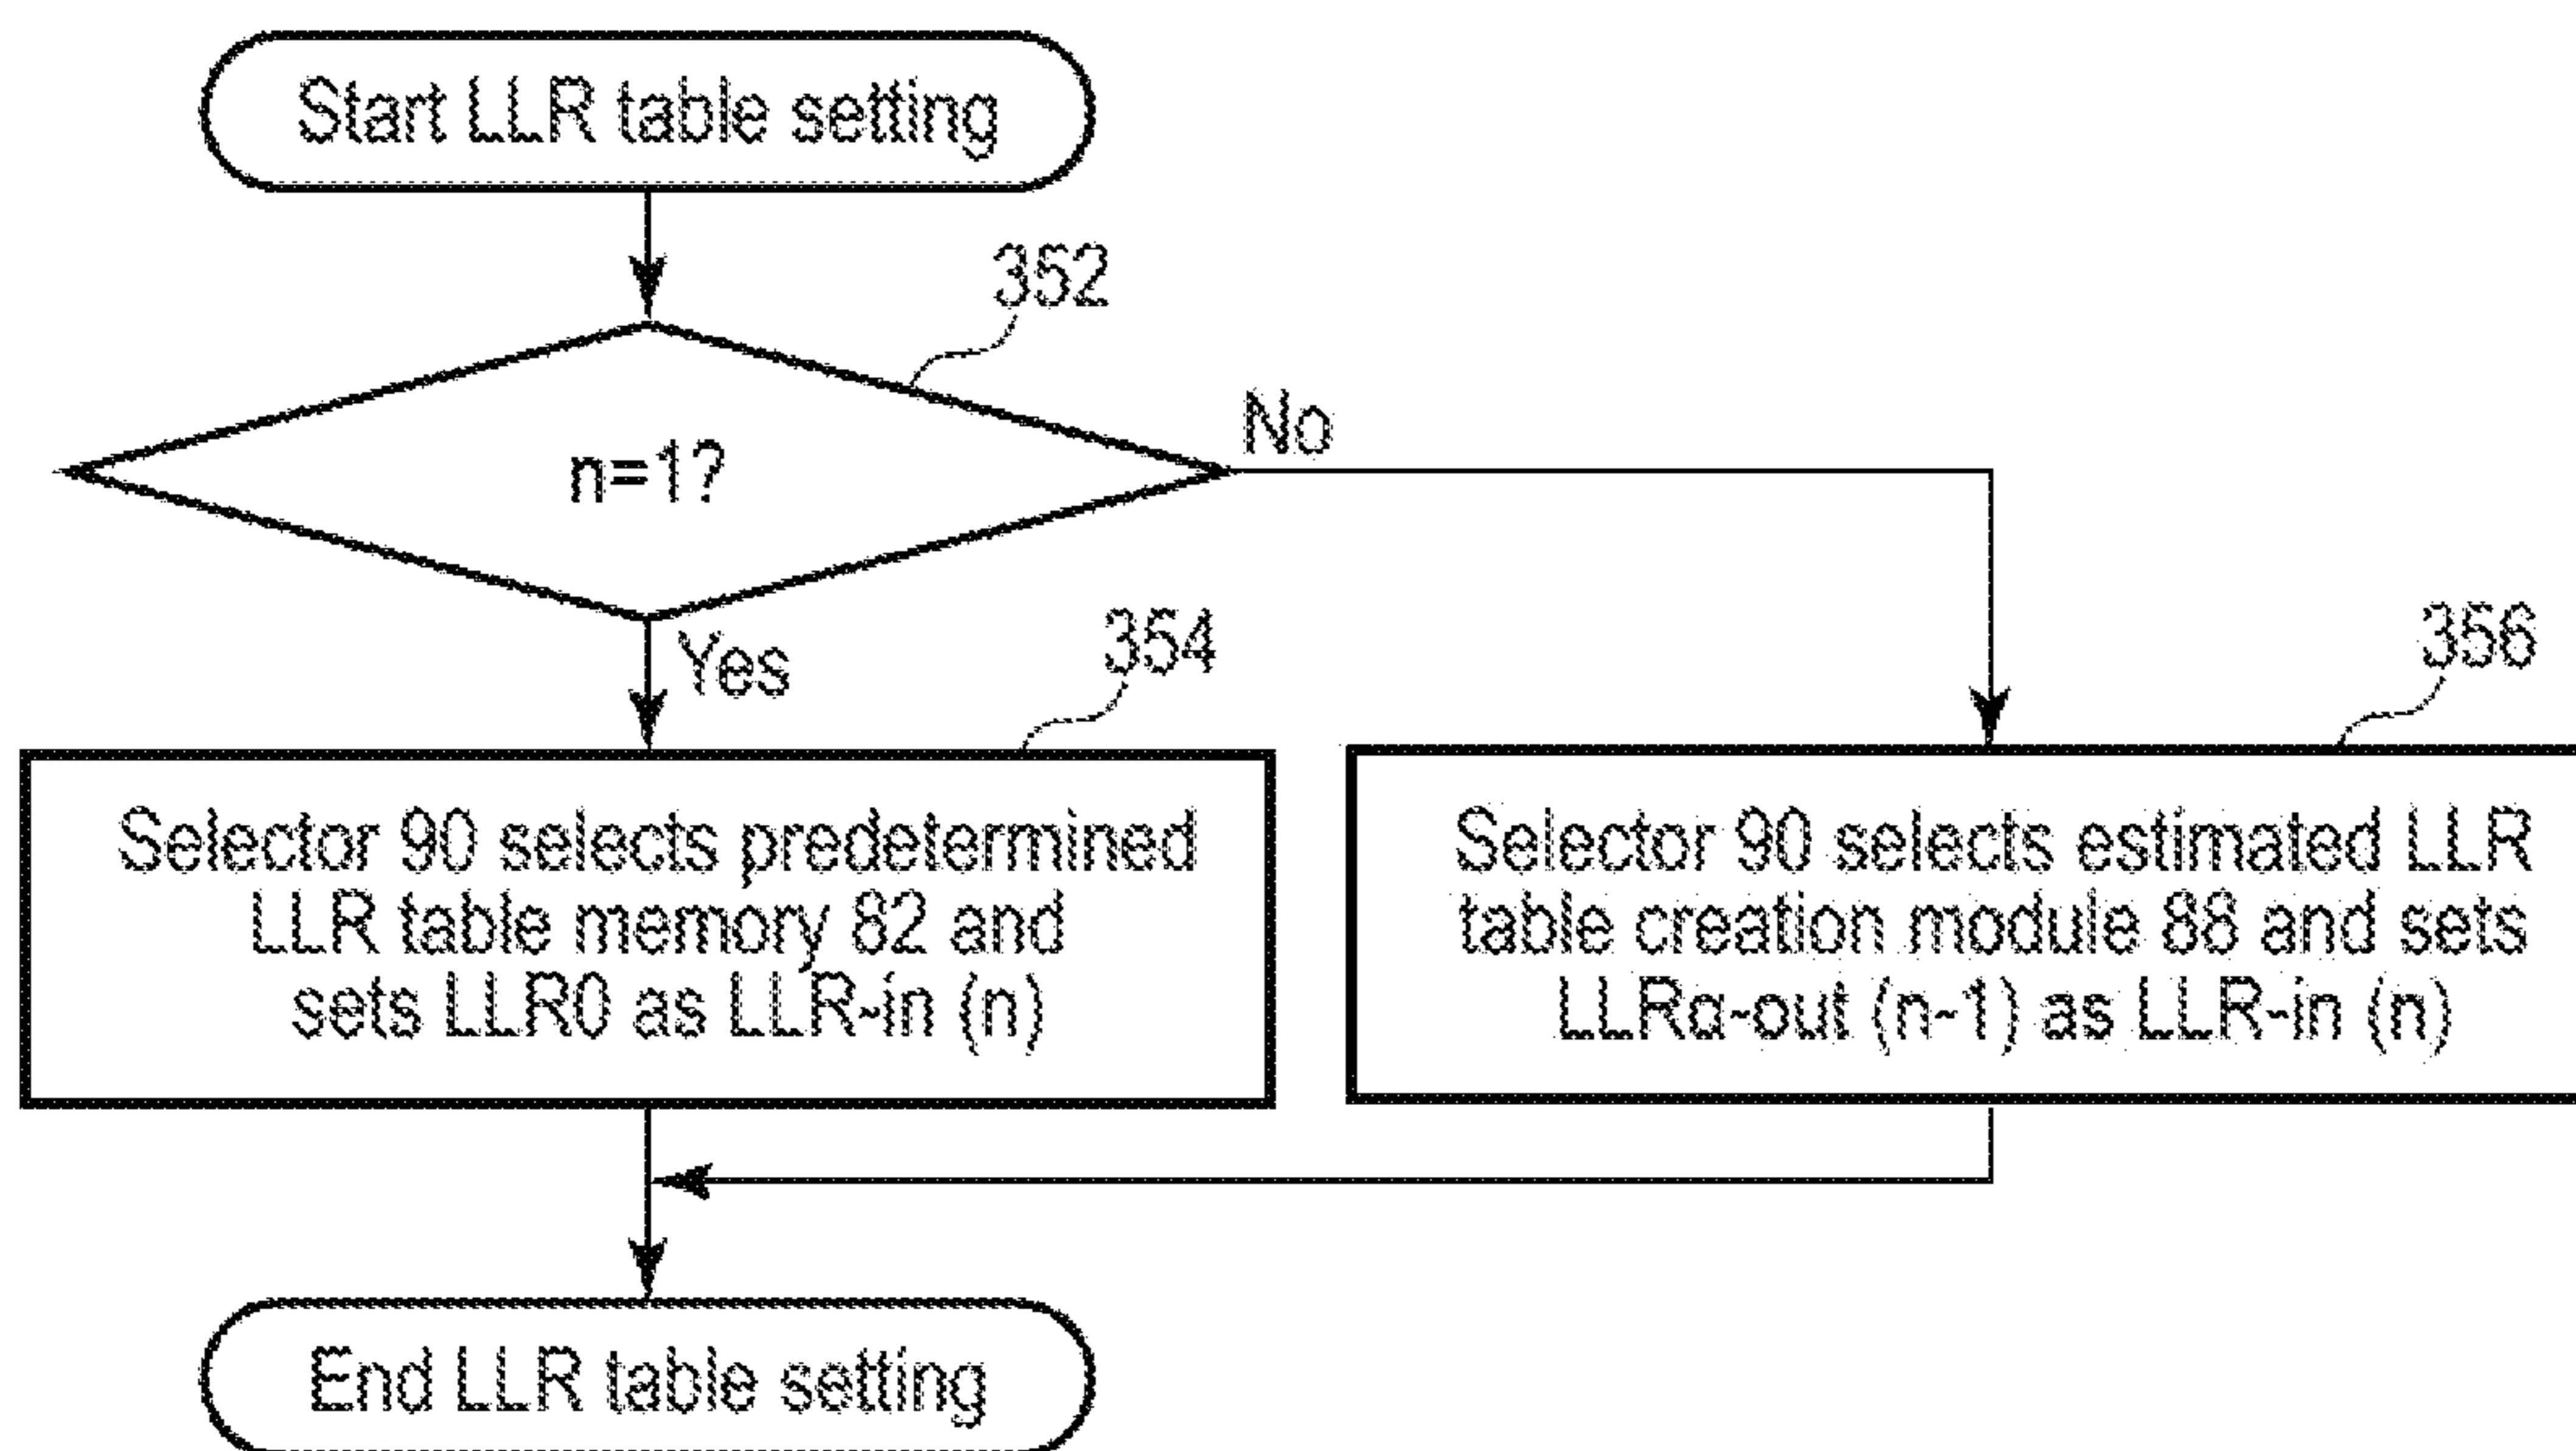 Start LLR table setting
352
n=1?
No
Yes
354
356
Selector 90 selects predetermined
LLR table memory 82 and
sets LLR0 as LLR-in (n)
Selector 90 selects estimated LLR
table creation module 88 and sets
LLRα-out (n-1) as LLR-in (n)
End LLR table setting